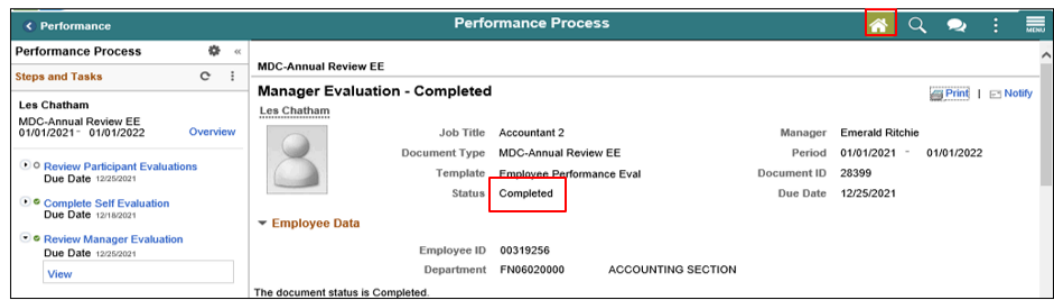 Performance
Performance Process
MENU
Performance Process
Steps and Tasks
Les Chatham
MDC-Annual Review EE
01/01/2021 - 01/01/2022 Overview
Review Participant Evaluations
Due Date 12/25/2021
Complete Self Evaluation
Due Date 12/18/2021
Review Manager Evaluation
Due Date 12/25/2021
View
MDC-Annual Review EE
Manager Evaluation - Completed
Print | Notify
Les Chatham
Job Title Accountant 2 Manager Emerald Ritchie
Document Type MDC-Annual Review EE Period 01/01/2021 - 01/01/2022
Template Employee Performance Eval Document ID 28399
Status Completed Due Date 12/25/2021
Employee Data
Employee ID 00319256
Department FN06020000 ACCOUNTING SECTION
The document status is Completed.